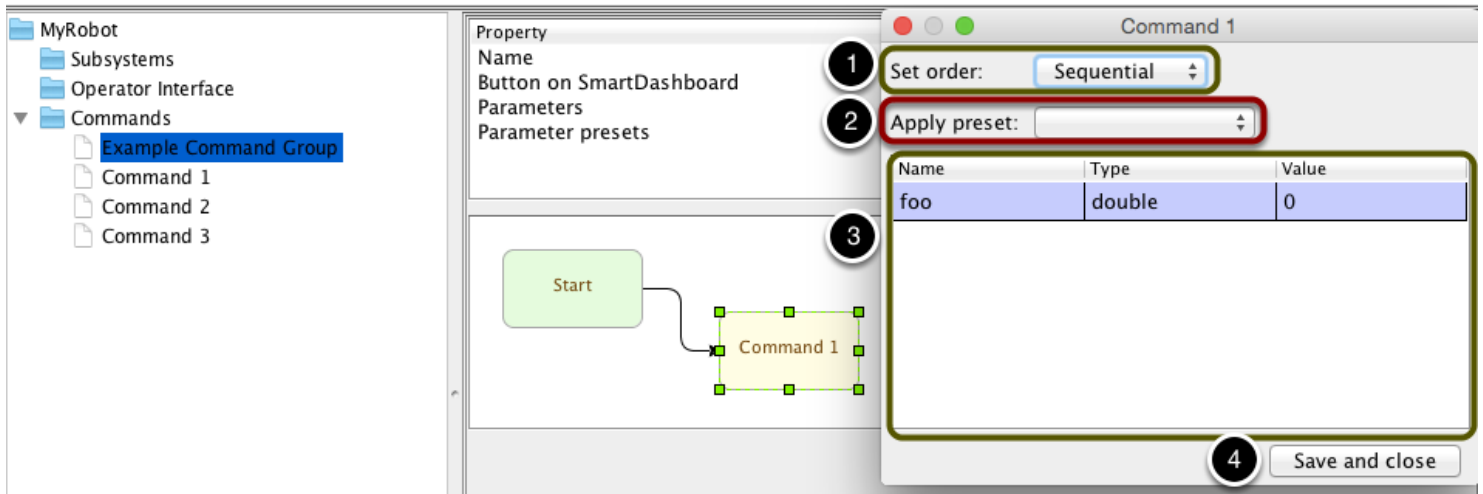 MyRobot
Subsystems
Operator Interface
Commands
Example Command Group
Command 1
Command 2
Command 3
Property
Name
Button on SmartDashboard
Parameters
Parameter presets
Start
Command 1
Command 1
1 Set order: Sequential
2 Apply preset:
3
Name Type Value
foo double 0
4 Save and close